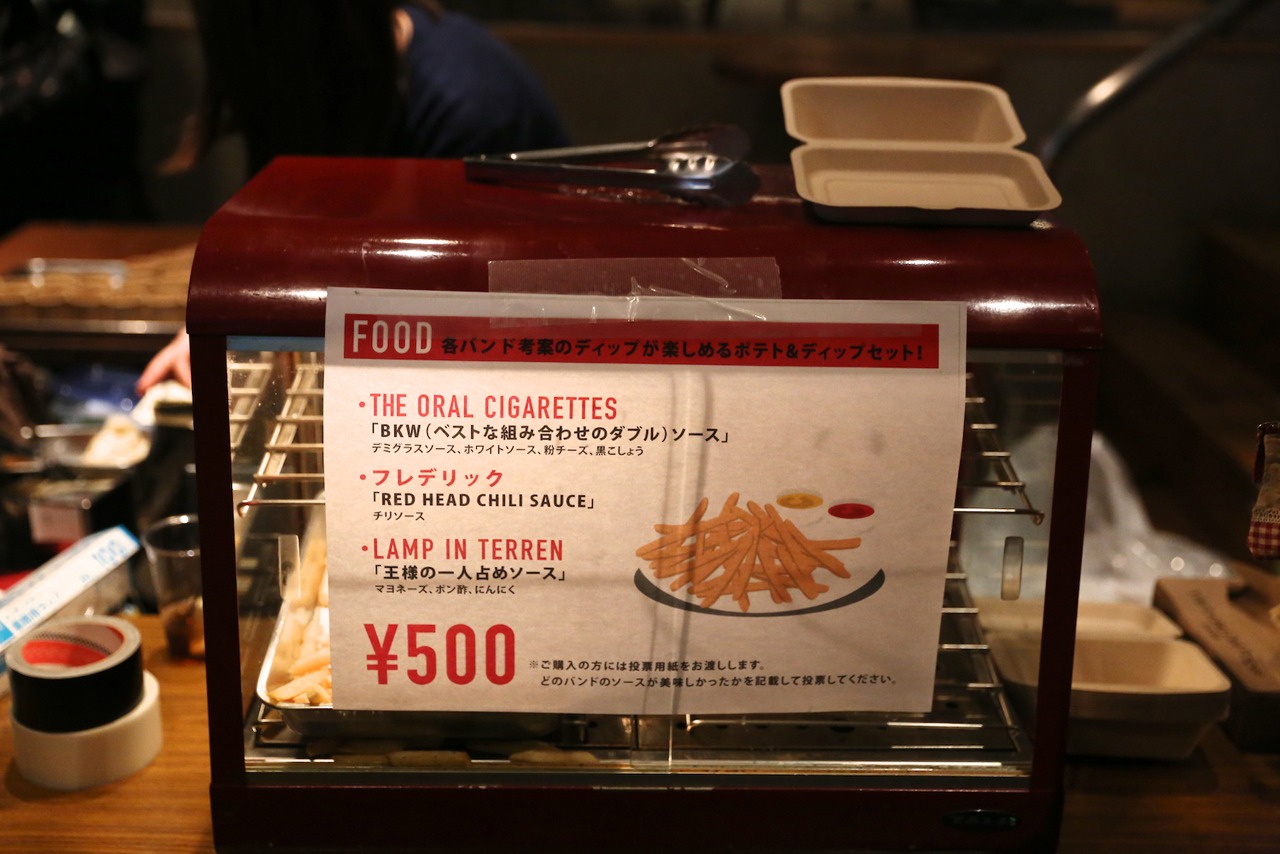 FOOD 各バンド考案のディップが楽しめるポテト&ディップセット!
・THE ORAL CIGARETTES
「BKW（ベストな組み合わせのダブル）ソース」
デミグラスソース、ホワイトソース、粉チーズ、黒こしょう
・フレデリック
「RED HEAD CHILI SAUCE」
チリソース
・LAMP IN TERREN
「王様の一人占めソース」
マヨネーズ、ポン酢、にんにく
¥500
※ご購入の方には投票用紙をお渡しします。
どのバンドのソースが美味しかったかを記載して投票してください。